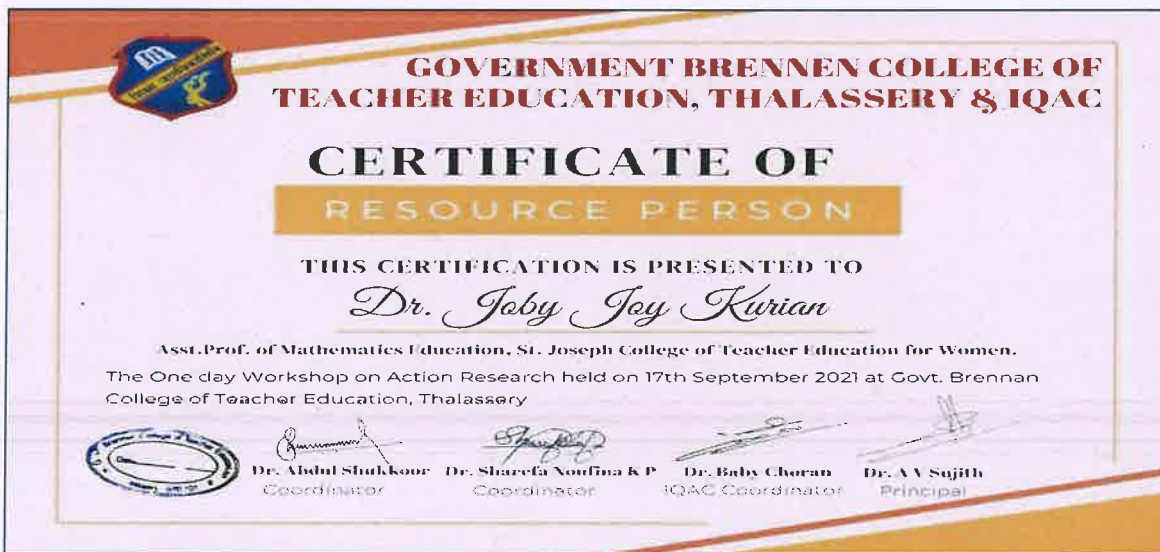 GOVERNMENT BRENNEN COLLEGE OF
TEACHER EDUCATION, THALASSERY & IQAC
CERTIFICATE OF
RESOURCE PERSON
THIS CERTIFICATION IS PRESENTED TO
Dr. Joby Joy Kurian
Asst.Prof. of Mathematics Education, St. Joseph College of Teacher Education for Women.
The One day Workshop on Action Research held on 17th September 2021 at Govt. Brennan
College of Teacher Education, Thalassery
Dr. Abdul Shukkoor Dr. Sharefa Noufina K P Dr. Baby Choran Dr. A V Sujith
Coordinator Coordinator iQAC Coordinator Principal